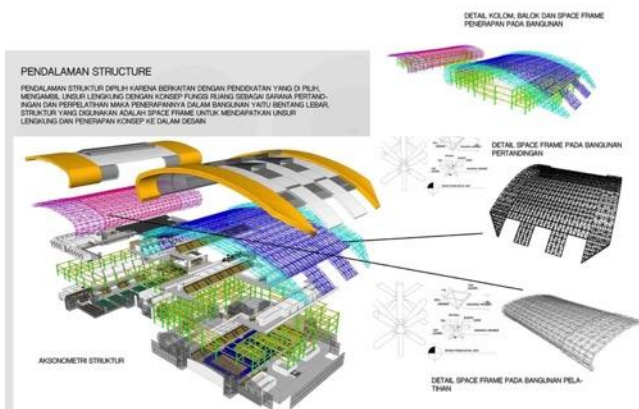 DETAIL KOLOM, BALOK DAN SPACE FRAME
PENERAPAN PADA BANGUNAN
PENDALAMAN STRUCTURE
PENDALAMAN STRUKTUR DIPILIH KARENA BERKAITAN DENGAN PENDEKATAN YANG DI PILIH,
MENGAMBIL UNSUR LENGKUNG DENGAN KONSEP FUNGSI RUANG SEBAGAI SARANA PERTAND-
INGAN DAN PERPELATIHAN MAKA PENERAPANNYA DALAM BANGUNAN YAITU BENTANG LEBAR,
STRUKTUR YANG DIGUNAKAN ADALAH SPACE FRAME UNTUK MENDAPATKAN UNSUR
LENGKUNG DAN PENERAPAN KONSEP KE DALAM DESAIN
DETAIL SPACE FRAME PADA BANGUNAN
PERTANDINGAN
AKSONOMETRI STRUKTUR
DETAIL SPACE FRAME PADA BANGUNAN PELA-
TIHAN